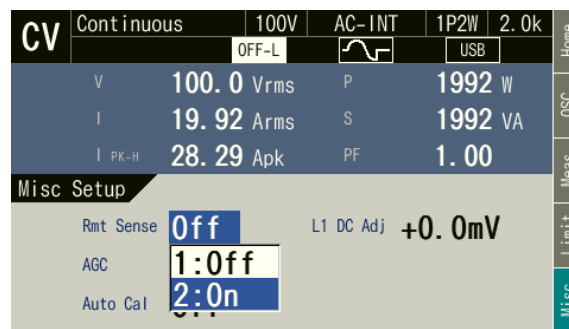 CV Continuous 100V AC-INT 1P2W 2.0k
OFF-L USB
V 100.0 Vrms P 1992 W
I 19.92 Arms S 1992 VA
I PK-H 28.29 Apk PF 1.00
Misc Setup
Rmt Sense Off L1 DC Adj +0.0mV
AGC 1:Off
Auto Cal 2:On
Home
OSC
Meas
Limit
Misc